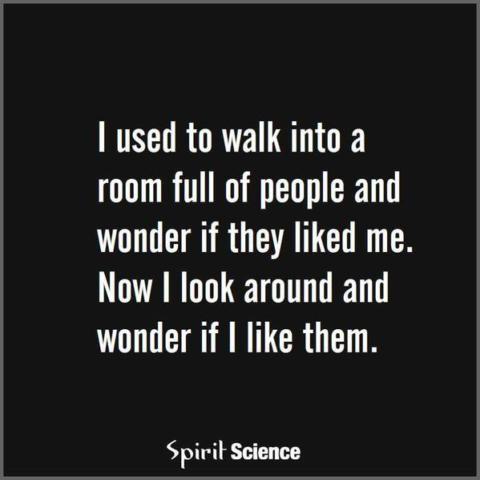 I used to walk into a
room full of people and
wonder if they liked me.
Now I look around and
wonder if I like them.
Spirit Science